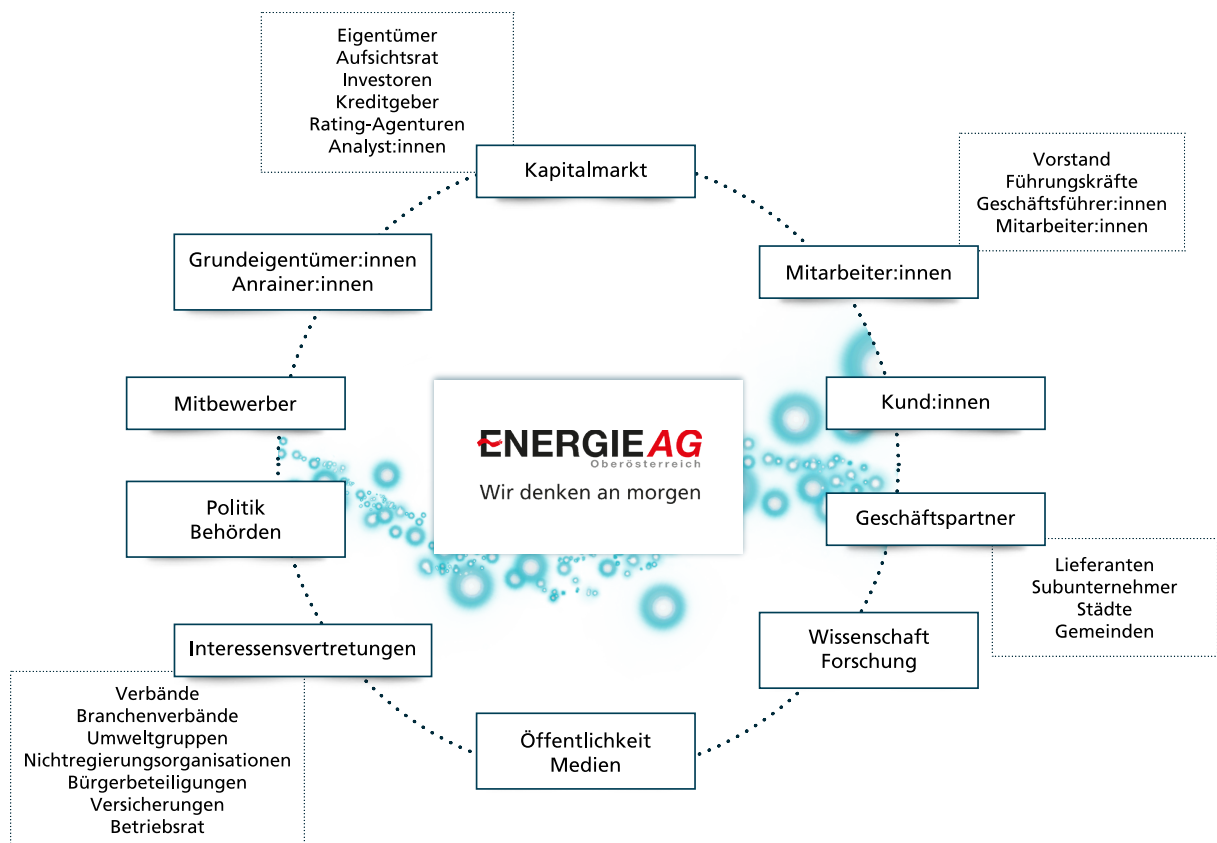 Eigentümer
Aufsichtsrat
Investoren
Kreditgeber
Rating-Agenturen
Analyst:innen
Kapitalmarkt
Vorstand
Führungskräfte
Geschäftsführer:innen
Mitarbeiter:innen
Mitarbeiter:innen
Grundeigentümer:innen
Anrainer:innen
Mitbewerber
Kund:innen
ENERGIE AG
Oberösterreich
Wir denken an morgen
Politik
Behörden
Geschäftspartner
Lieferanten
Subunternehmer
Städte
Gemeinden
Wissenschaft
Forschung
Interessensvertretungen
Verbände
Branchenverbände
Umweltgruppen
Nichtregierungsorganisationen
Bürgerbeteiligungen
Versicherungen
Betriebsrat
Öffentlichkeit
Medien